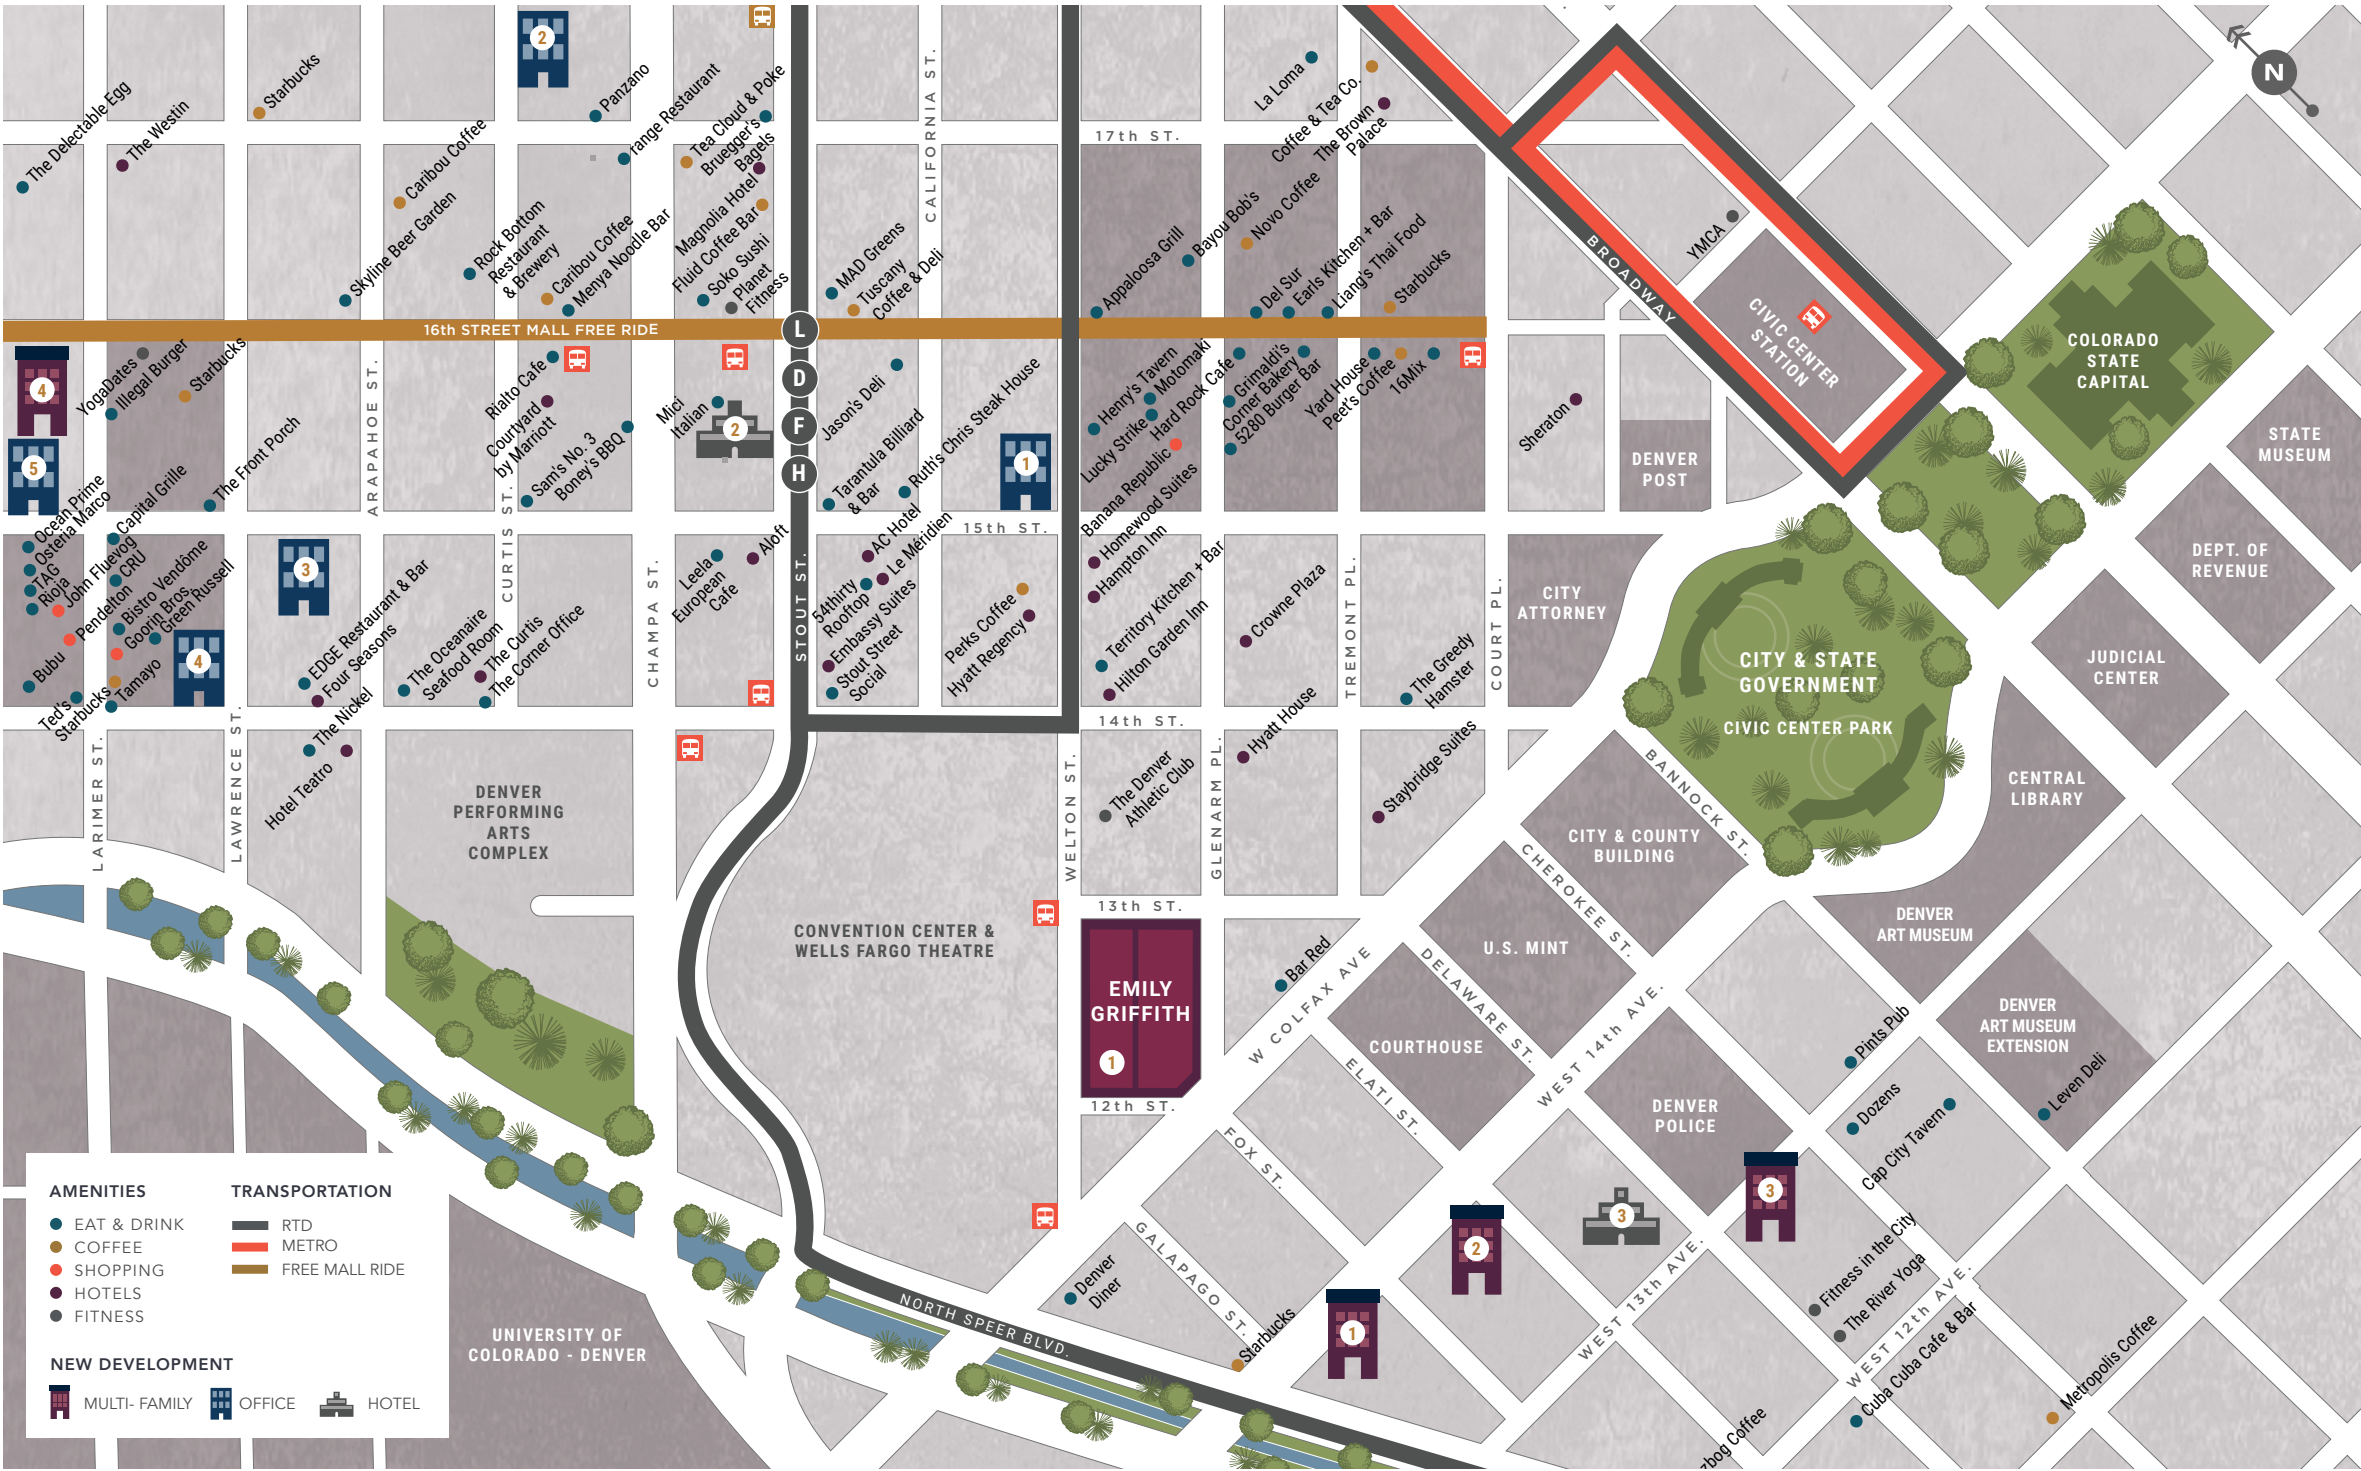 2
N
The Delectable Egg
The Westin
Starbucks
Caribou Coffee
Skyline Beer Garden
Panzano
range Restaurant
Tea Cloud & Poke
Bruegger's
Bagels
Magnolia Hotel
Fluid Coffee Bar
Soko Sushi
Planet
Fitness
Rock Bottom
Restaurant
& Brewery
Caribou Coffee
Menya Noodle Bar
MAD Greens
Tuscany
Coffee & Deli
CALIFORNIA ST.
17th ST.
La Loma
Coffee & Tea Co.
The Brown
Palace
Appaloosa Grill
Bayou Bob's
Novo Coffee
Del Sur
Earls Kitchen + Bar
Liang's Thai Food
Starbucks
BROADWAY
YMCA
CIVIC CENTER
STATION
COLORADO
STATE
CAPITAL
STATE
MUSEUM
16th STREET MALL FREE RIDE
L
D
F
H
4
5
YogaDates
Illegal Burger
Starbucks
The Front Porch
ARAPAHOE ST.
Rialto Cafe
Courtyard
by Marriott
Sam's No. 3
Boney's BBQ
Mici
Italian
2
Jason's Deli
Tarantula Billiard
& Bar
Ruth's Chris Steak House
1
Henry's Tavern
Motomaki
Lucky Strike
Hard Rock Cafe
Banana Republic
Grimaldi's
Corner Bakery
5280 Burger Bar
Yard House
Peet's Coffee
16Mix
Sheraton
DENVER
POST
15th ST.
Ocean Prime
Osteria Marco
TAG
Rioja
John Fluevog
Pendelton
Bubu
Ted's
Starbucks
Capital Grille
CRU
Bistro Vendôme
Goorin Bros.
Green Russell
Tamayo
4
3
EDGE Restaurant & Bar
Four Seasons
The Nickel
Hotel Teatro
The Oceanaire
Seafood Room
The Curtis
The Corner Office
CURTIS ST.
CHAMPA ST.
STOUT ST.
Leela
European
Cafe
Aloft
AC Hotel
Le Méridien
54thirty
Rooftop
Embassy Suites
Stout Street
Social
Perks Coffee
Hyatt Regency
Homewood Suites
Hampton Inn
Territory Kitchen + Bar
Hilton Garden Inn
Crowne Plaza
TREMONT PL.
The Greedy
Hamster
COURT PL.
CITY
ATTORNEY
CITY & STATE
GOVERNMENT
CIVIC CENTER PARK
DEPT. OF
REVENUE
JUDICIAL
CENTER
CENTRAL
LIBRARY
14th ST.
LARIMER ST.
LAWRENCE ST.
DENVER
PERFORMING
ARTS
COMPLEX
CONVENTION CENTER &
WELLS FARGO THEATRE
WELTON ST.
The Denver
Athletic Club
GLENARM PL.
Hyatt House
Staybridge Suites
13th ST.
EMILY
GRIFFITH
1
12th ST.
Bar Red
W COLFAX AVE
BANNOCK ST.
CITY & COUNTY
BUILDING
CHEROKEE ST.
U.S. MINT
DELAWARE ST.
COURTHOUSE
ELATI ST.
WEST 14th AVE.
FOX ST.
GALAPAGO ST.
DENVER
ART MUSEUM
DENVER
ART MUSEUM
EXTENSION
Pints Pub
Leven Deli
Dozens
Cap City Tavern
DENVER
POLICE
3
3
2
1
WEST 13th AVE.
Fitness in the City
The River Yoga
WEST 12th AVE.
Cuba Cuba Cafe & Bar
Metropolis Coffee
zbog Coffee
Denver
Diner
Starbucks
NORTH SPEER BLVD.
UNIVERSITY OF
COLORADO - DENVER
AMENITIES
EAT & DRINK
COFFEE
SHOPPING
HOTELS
FITNESS
TRANSPORTATION
RTD
METRO
FREE MALL RIDE
NEW DEVELOPMENT
MULTI- FAMILY
OFFICE
HOTEL